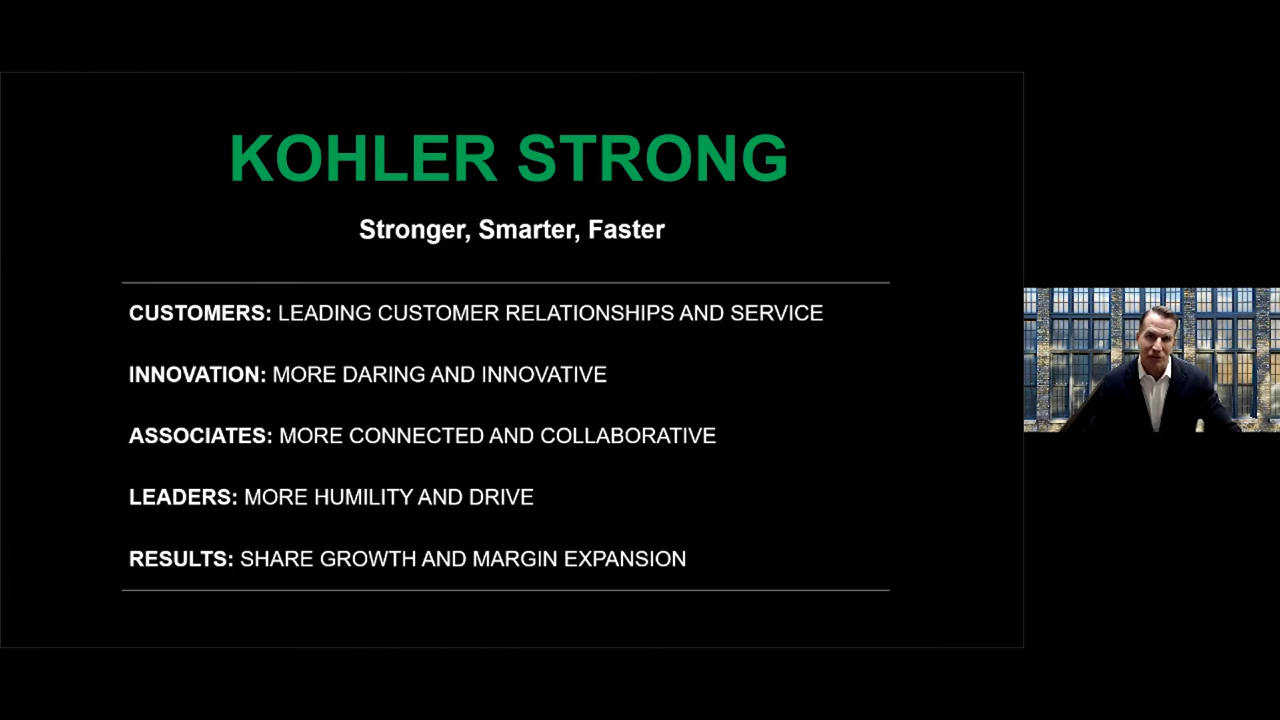 KOHLER STRONG
Stronger, Smarter, Faster
CUSTOMERS: LEADING CUSTOMER RELATIONSHIPS AND SERVICE
INNOVATION: MORE DARING AND INNOVATIVE
ASSOCIATES: MORE CONNECTED AND COLLABORATIVE
LEADERS: MORE HUMILITY AND DRIVE
RESULTS: SHARE GROWTH AND MARGIN EXPANSION